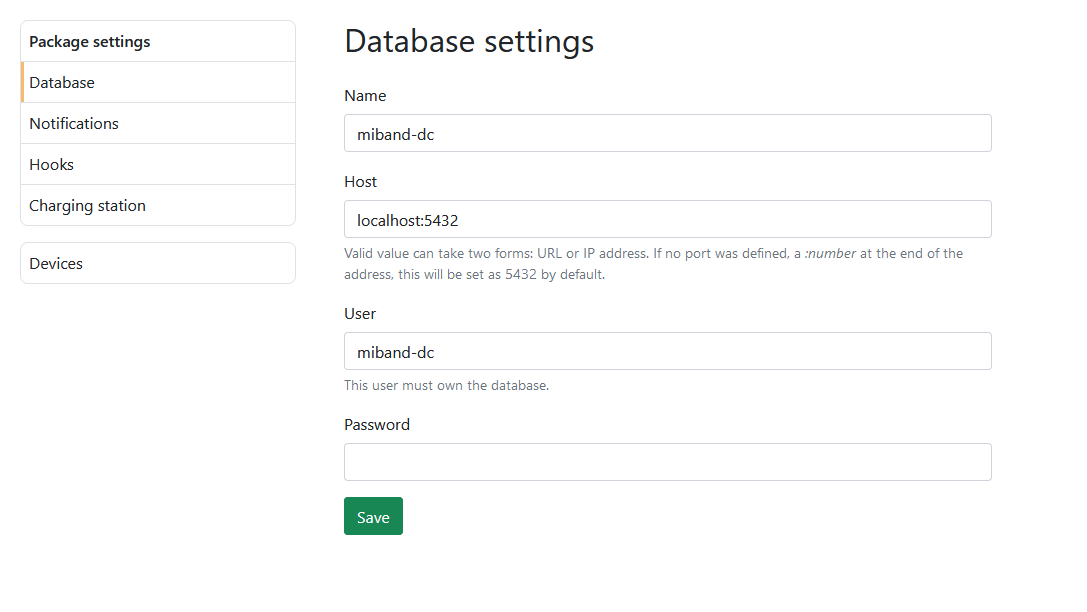 Package settings
Database
Notifications
Hooks
Charging station
Devices
Database settings
Name
miband-dc
Host
localhost:5432
Valid value can take two forms: URL or IP address. If no port was defined, a :number at the end of the
address, this will be set as 5432 by default.
User
miband-dc
This user must own the database.
Password
Save